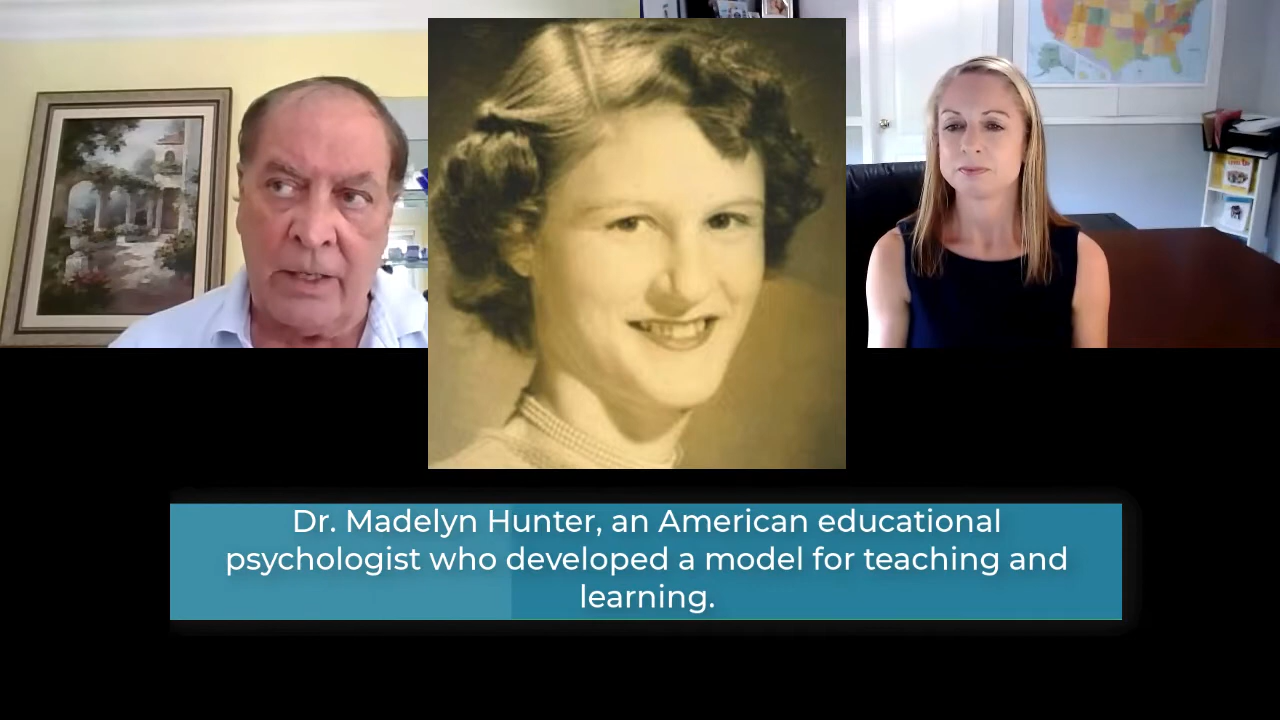 Dr. Madelyn Hunter, an American educational
psychologist who developed a model for teaching and
learning.